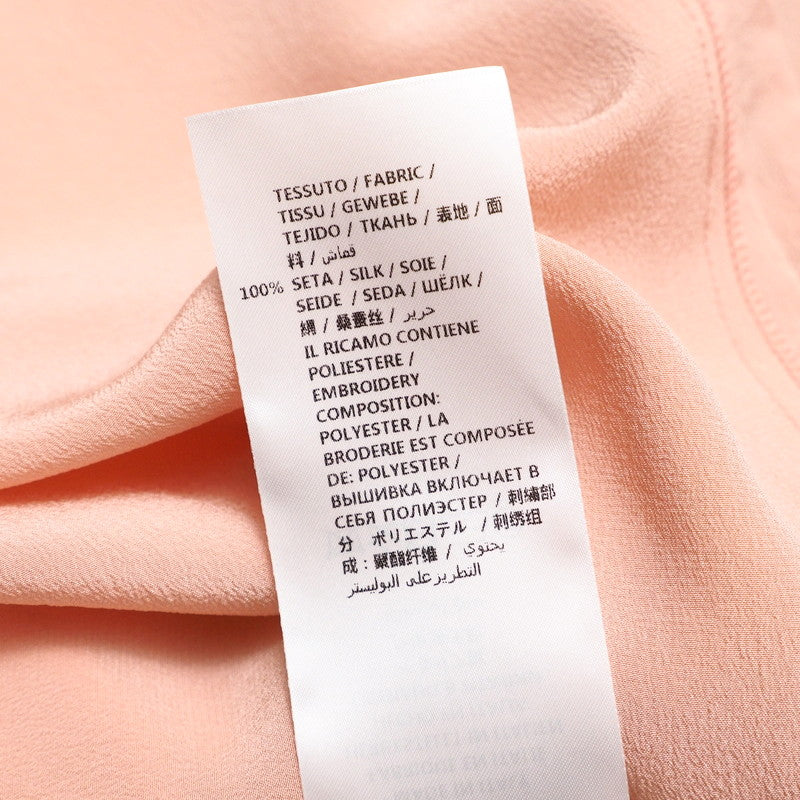 TESSUTO / FABRIC /
TISSU / GEWEBE /
TEJIDO / ТКАНЬ / 表地 / 面
料 / قماش
100% SETA / SILK / SOIE /
SEIDE / SEDA / ШЁЛК /
絹 / 桑蚕丝 / حرير
IL RICAMO CONTIENE
POLIESTERE /
EMBROIDERY
COMPOSITION:
POLYESTER / LA
BRODERIE EST COMPOSÉE
DE: POLYESTER /
ВЫШИВКА ВКЛЮЧАЕТ В
СЕБЯ ПОЛИЭСТЕР / 刺繍部
分 ポリエステル / 刺绣组
成：聚酯纤维 / يحتوي
التطريز على البوليستر